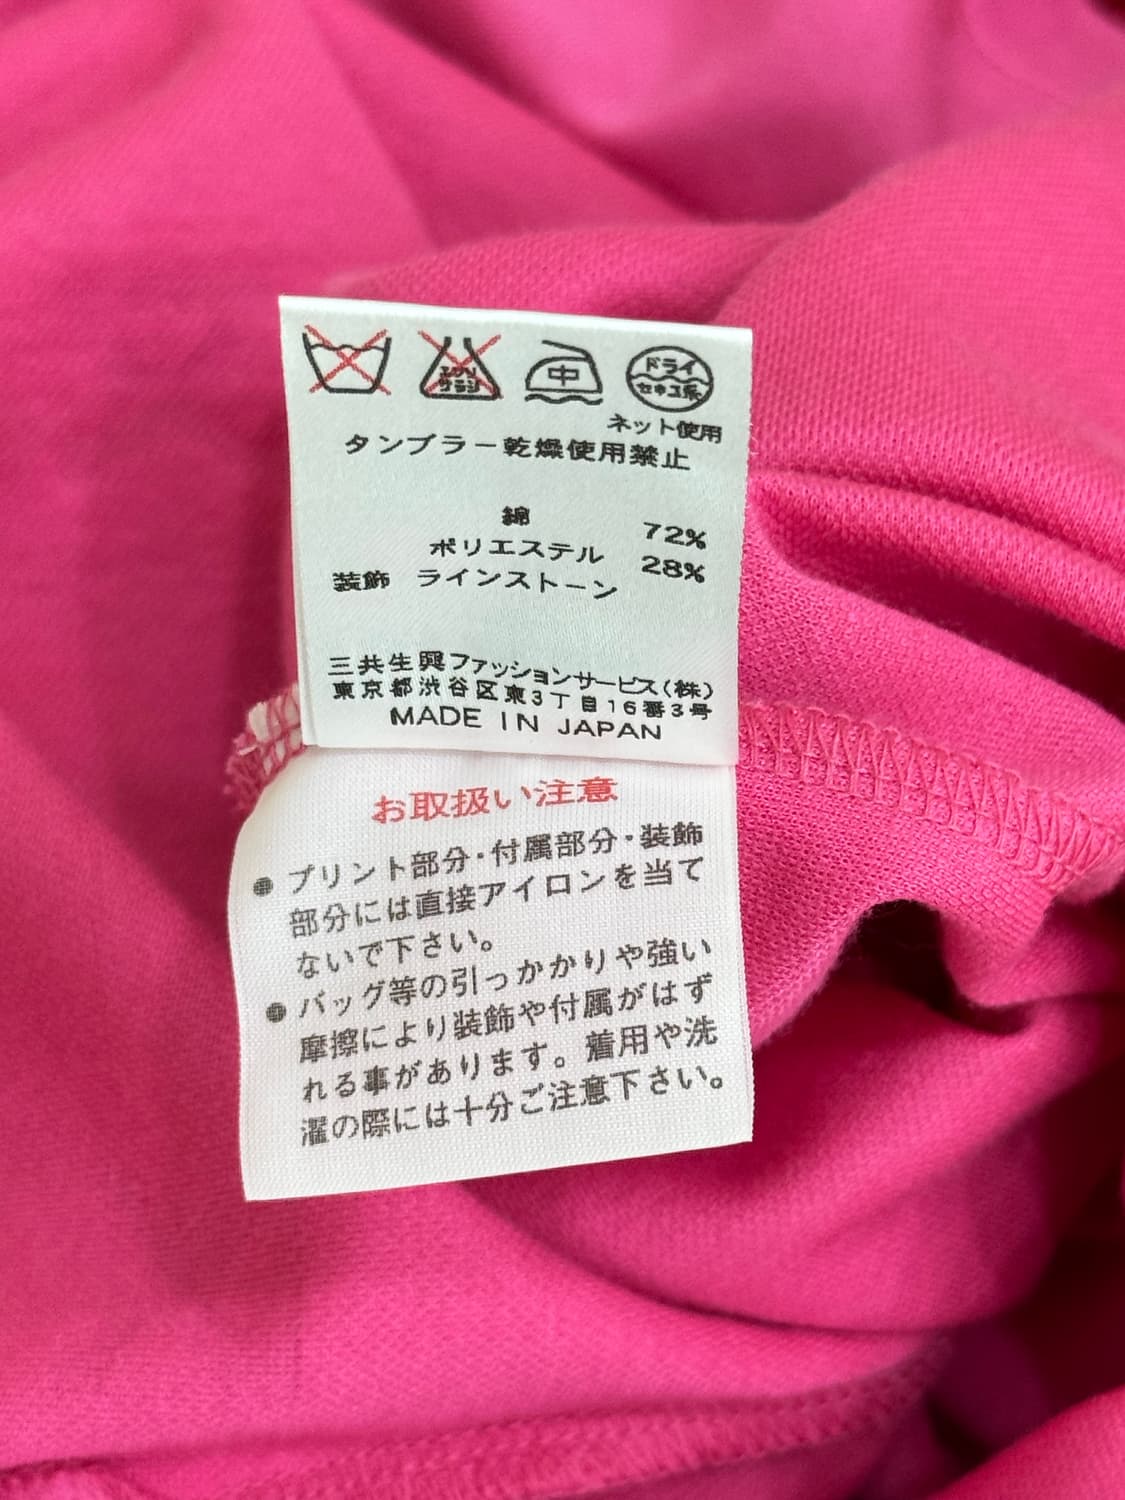 エンソ
サラシ
中
ドライ
セキユ系
ネット使用
タンブラー乾燥使用禁止
綿 72%
ポリエステル 28%
装飾 ラインストーン
三共生興ファッションサービス(株)
東京都渋谷区東3丁目16番3号
MADE IN JAPAN
お取扱い注意
● プリント部分・付属部分・装飾
部分には直接アイロンを当て
ないで下さい。
● バッグ等の引っかかりや強い
摩擦により装飾や付属がはず
れる事があります。着用や洗
濯の際には十分ご注意下さい。